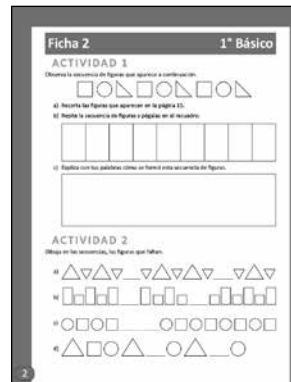 Ficha 2 1° Básico
ACTIVIDAD 1
Observa la secuencia de figuras que aparece a continuación.
a) Recorta las figuras que aparecen en la página 33.
b) Repite la secuencia de figuras y pégalas en el recuadro.
c) Explica con tus palabras cómo se formó esta secuencia de figuras.
ACTIVIDAD 2
Dibuja en las secuencias, las figuras que faltan.
a)
b)
c)
d)
2